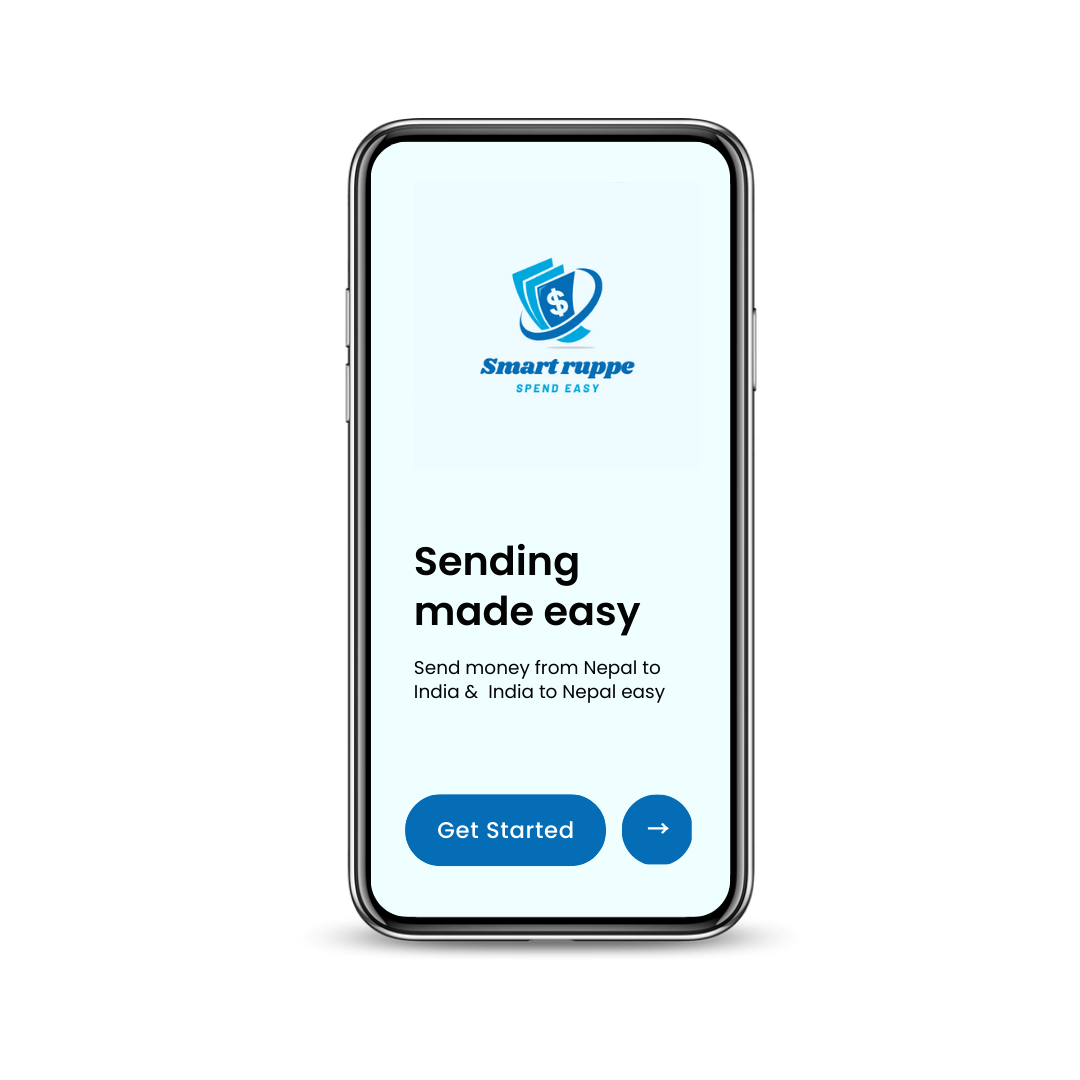 $
Smart ruppe
SPEND EASY
Sending
made easy
Send money from Nepal to
India &  India to Nepal easy
Get Started →